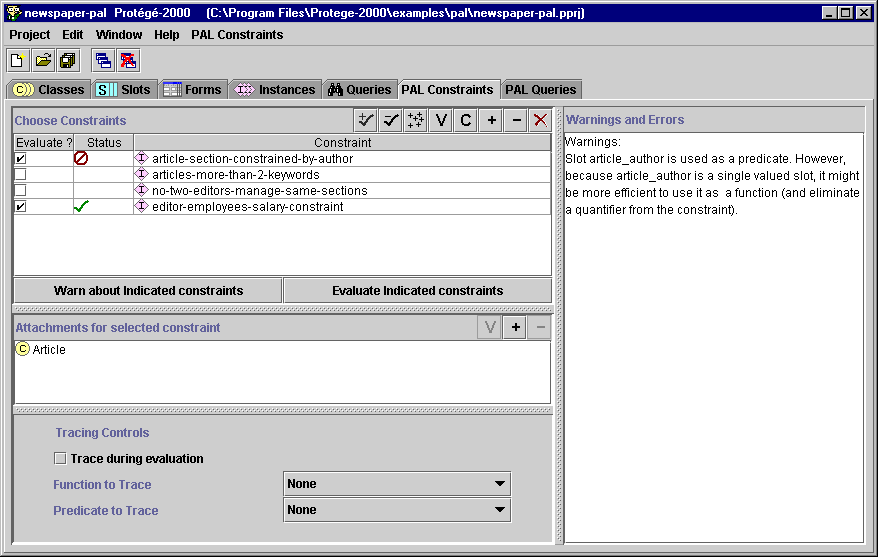 newspaper-pal Protégé-2000 (C:\Program Files\Protege-2000\examples\pal\newspaper-pal.pprj)
Project Edit Window Help PAL Constraints
C Classes S Slots Forms Instances Queries PAL Constraints PAL Queries
Choose Constraints V C
Evaluate ? Status Constraint
I article-section-constrained-by-author
I articles-more-than-2-keywords
I no-two-editors-manage-same-sections
I editor-employees-salary-constraint
Warn about Indicated constraints Evaluate Indicated constraints
Attachments for selected constraint V
C Article
Tracing Controls
Trace during evaluation
Function to Trace None
Predicate to Trace None
Warnings and Errors
Warnings:
Slot article_author is used as a predicate. However,
because article_author is a single valued slot, it might
be more efficient to use it as a function (and eliminate
a quantifier from the constraint).